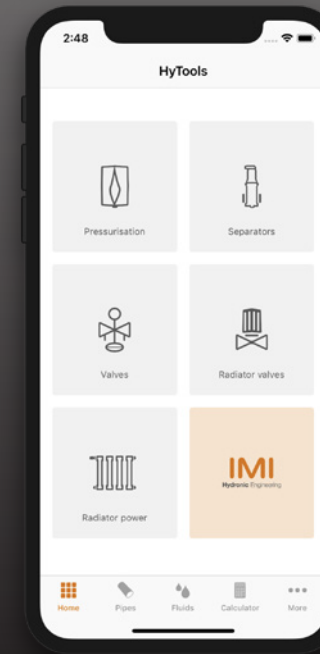 2:48
HyTools
Pressurisation
Separators
Valves
Radiator valves
Radiator power
IMI
Hydronic Engineering
Home
Pipes
Fluids
Calculator
More